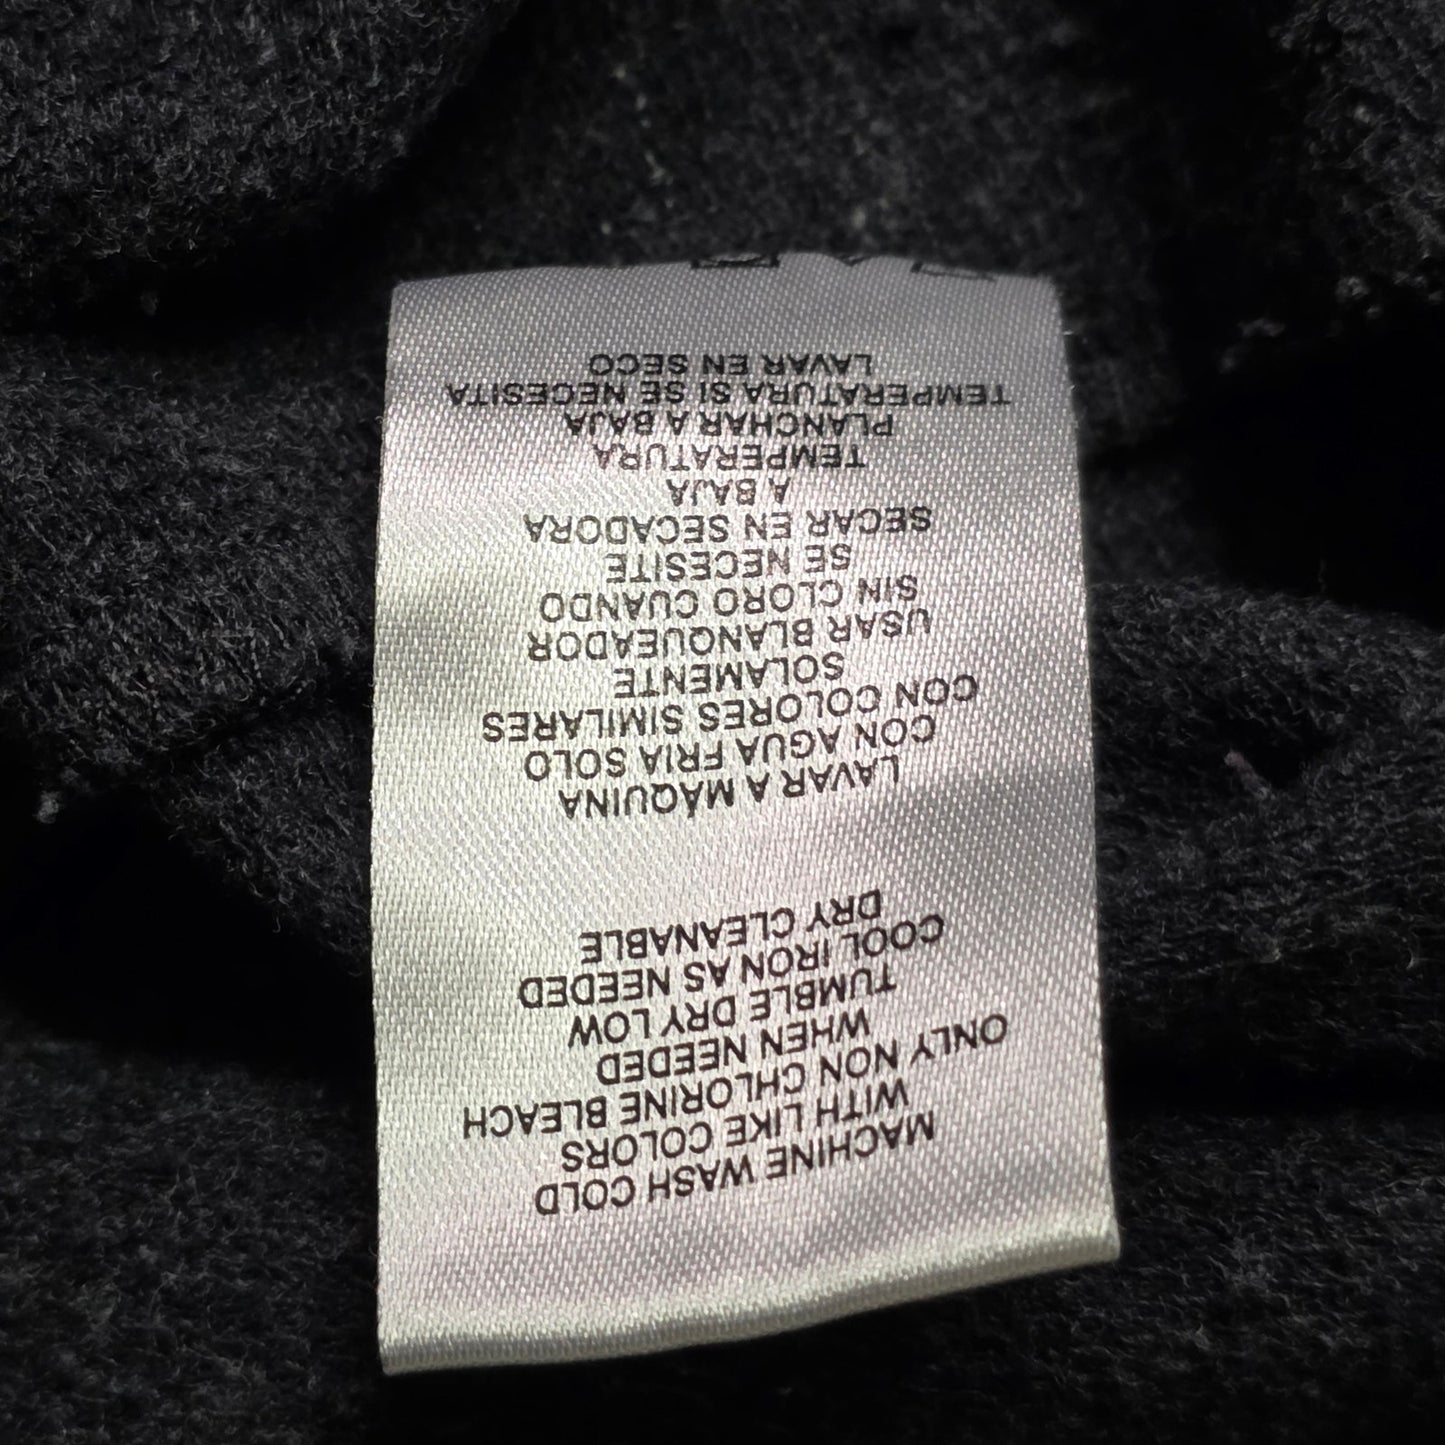 MACHINE WASH COLD
WITH LIKE COLORS
ONLY NON CHLORINE BLEACH
WHEN NEEDED
TUMBLE DRY LOW
COOL IRON AS NEEDED
DRY CLEANABLE
LAVAR A MÁQUINA
CON AGUA FRIA SOLO
CON COLORES SIMILARES
SOLAMENTE
USAR BLANQUEADOR
SIN CLORO CUANDO
SE NECESITE
SECAR EN SECADORA
A BAJA
TEMPERATURA
PLANCHAR A BAJA
TEMPERATURA SI SE NECESITA
LAVAR EN SECO